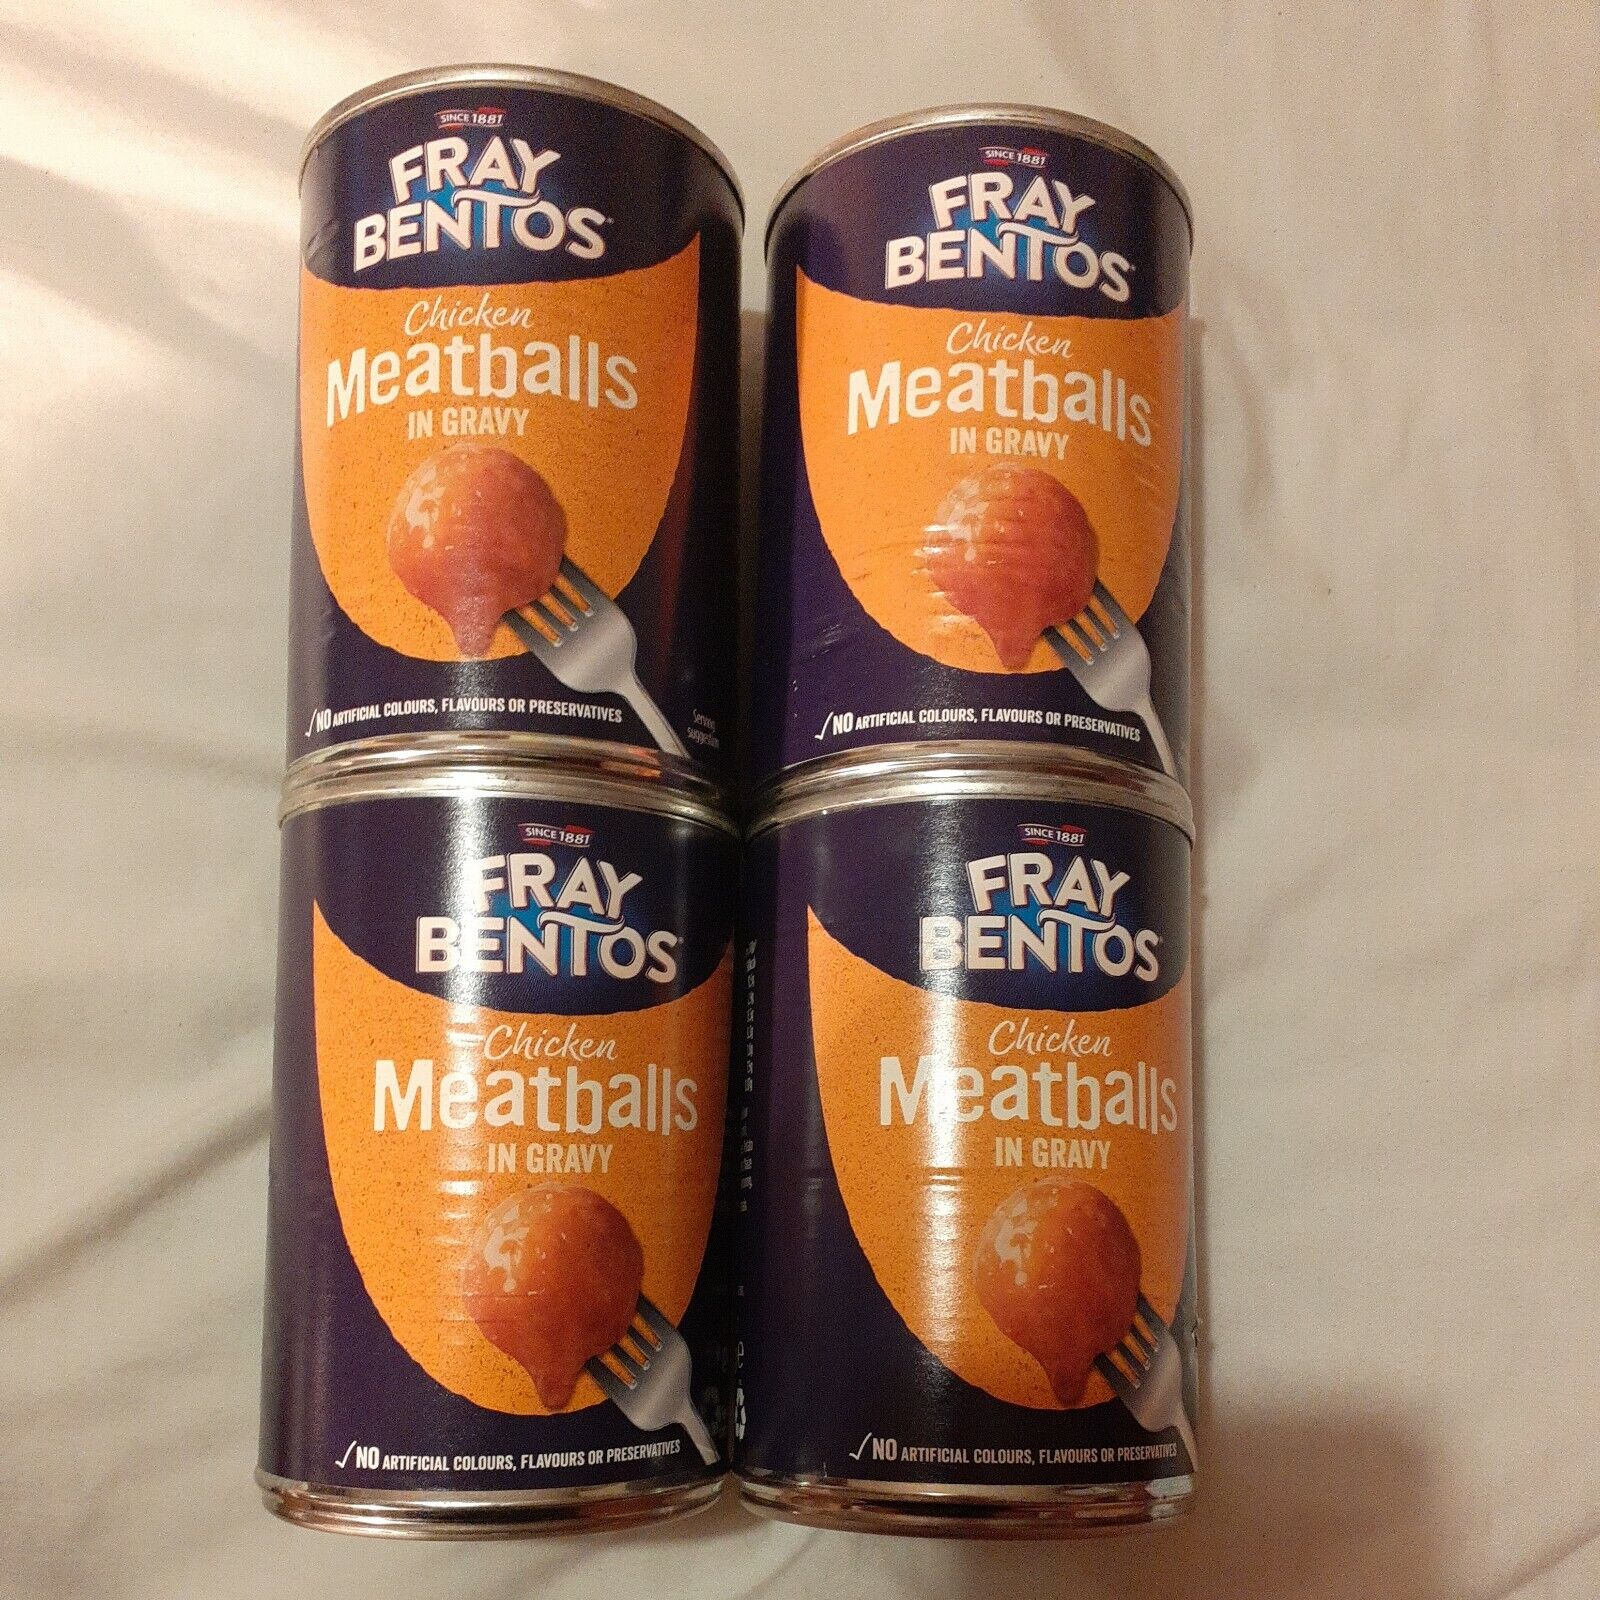 SINCE 1881
FRAY
BENTOS
Chicken
Meatballs
IN GRAVY
NO ARTIFICIAL COLOURS, FLAVOURS OR PRESERVATIVES
Serving
suggestion
SINCE 1881
FRAY
BENTOS
Chicken
Meatballs
IN GRAVY
NO ARTIFICIAL COLOURS, FLAVOURS OR PRESERVATIVES
SINCE 1881
FRAY
BENTOS
Chicken
Meatballs
IN GRAVY
NO ARTIFICIAL COLOURS, FLAVOURS OR PRESERVATIVES
SINCE 1881
FRAY
BENTOS
Chicken
Meatballs
IN GRAVY
NO ARTIFICIAL COLOURS, FLAVOURS OR PRESERVATIVES